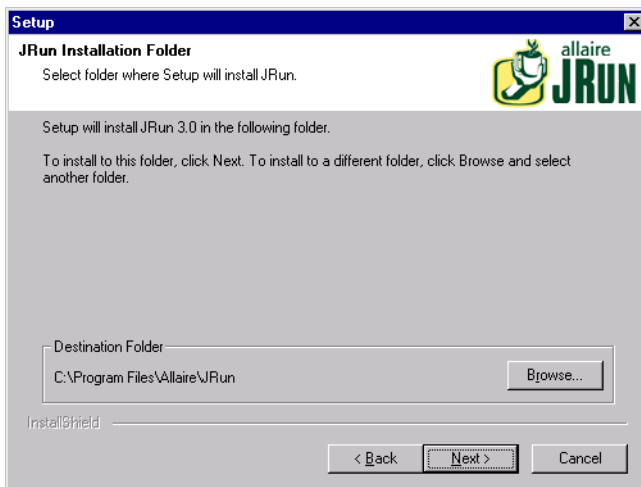 Setup
JRun Installation Folder
Select folder where Setup will install JRun.
allaire
JRUN
Setup will install JRun 3.0 in the following folder.
To install to this folder, click Next. To install to a different folder, click Browse and select
another folder.
Destination Folder
C:\Program Files\Allaire\JRun
Browse...
InstallShield
< Back
Next >
Cancel